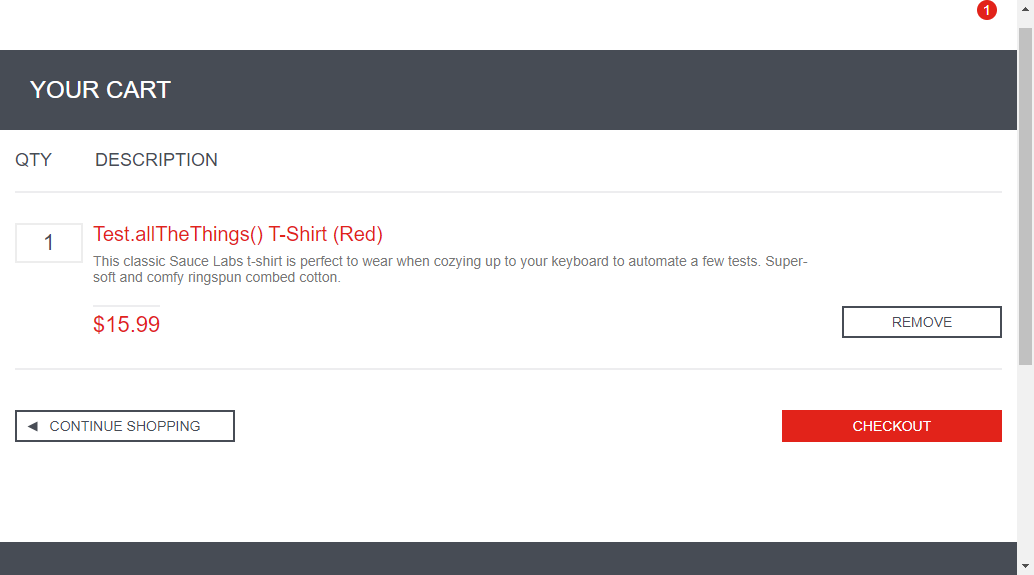 1
YOUR CART
QTY DESCRIPTION
1
Test.allTheThings() T-Shirt (Red)
This classic Sauce Labs t-shirt is perfect to wear when cozying up to your keyboard to automate a few tests. Super-
soft and comfy ringspun combed cotton.
$15.99
REMOVE
CONTINUE SHOPPING
CHECKOUT